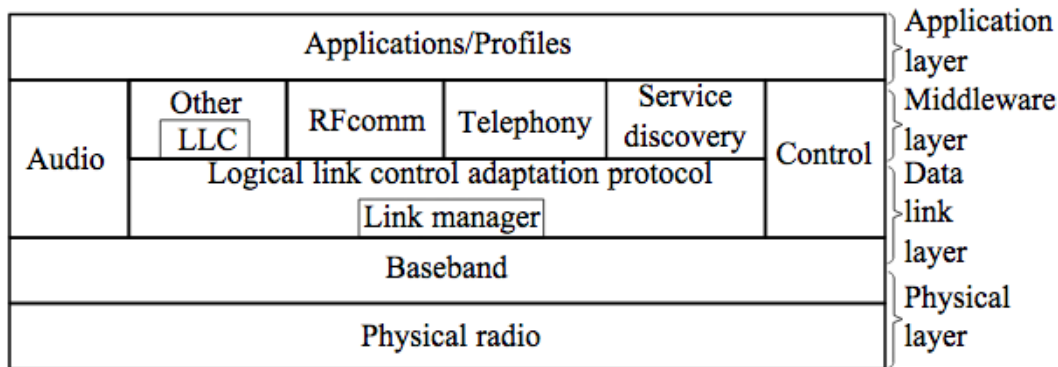 Applications/Profiles
Application
layer
Audio
Other
LLC
RFcomm
Telephony
Service
discovery
Control
Middleware
layer
Logical link control adaptation protocol
Link manager
Data
link
layer
Baseband
Physical radio
Physical
layer